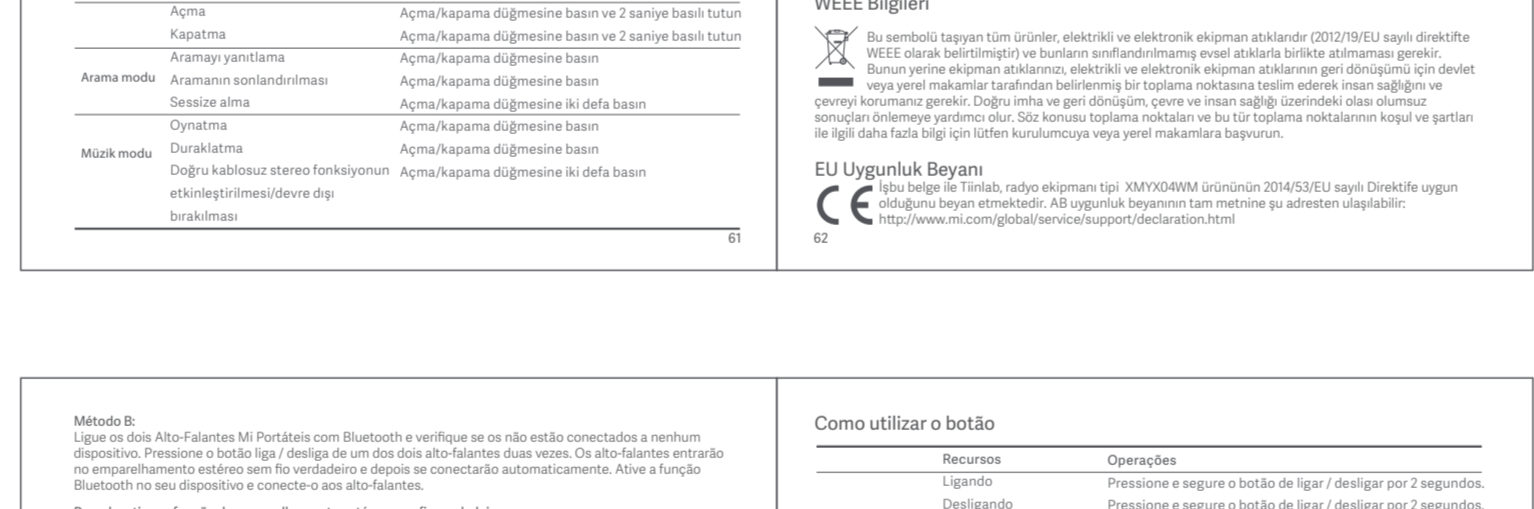 Açma Açma/kapama düğmesine basın ve 2 saniye basılı tutun
Kapatma Açma/kapama düğmesine basın ve 2 saniye basılı tutun
Arama modu
Aramayı yanıtlama Açma/kapama düğmesine basın
Aramanın sonlandırılması Açma/kapama düğmesine basın
Sessize alma Açma/kapama düğmesine iki defa basın
Müzik modu
Oynatma Açma/kapama düğmesine basın
Duraklatma Açma/kapama düğmesine basın
Doğru kablosuz stereo fonksiyonun Açma/kapama düğmesine iki defa basın
etkinleştirilmesi/devre dışı
bırakılması
61
WEEE Bilgileri
Bu sembolü taşıyan tüm ürünler, elektrikli ve elektronik ekipman atıklarıdır (2012/19/EU sayılı direktifte
WEEE olarak belirtilmiştir) ve bunların sınıflandırılmamış evsel atıklarla birlikte atılmaması gerekir.
Bunun yerine ekipman atıklarınızı, elektrikli ve elektronik ekipman atıklarının geri dönüşümü için devlet
veya yerel makamlar tarafından belirlenmiş bir toplama noktasına teslim ederek insan sağlığını ve
çevreyi korumanız gerekir. Doğru imha ve geri dönüşüm, çevre ve insan sağlığı üzerindeki olası olumsuz
sonuçları önlemeye yardımcı olur. Söz konusu toplama noktaları ve bu tür toplama noktalarının koşul ve şartları
ile ilgili daha fazla bilgi için lütfen kurulumcuya veya yerel makamlara başvurun.
EU Uygunluk Beyanı
İşbu belge ile Tiinlab, radyo ekipmanı tipi XMYX04WM ürününün 2014/53/EU sayılı Direktife uygun
olduğunu beyan etmektedir. AB uygunluk beyanının tam metnine şu adresten ulaşılabilir:
http://www.mi.com/global/service/support/declaration.html
62
Método B:
Ligue os dois Alto-Falantes Mi Portáteis com Bluetooth e verifique se os não estão conectados a nenhum
dispositivo. Pressione o botão liga / desliga de um dos dois alto-falantes duas vezes. Os alto-falantes entrarão
no emparelhamento estéreo sem fio verdadeiro e depois se conectarão automaticamente. Ative a função
Bluetooth no seu dispositivo e conecte-o aos alto-falantes.
Como utilizar o botão
Recursos Operações
Ligando Pressione e segure o botão de ligar / desligar por 2 segundos.
Desligando Pressione e segure o botão de ligar / desligar por 2 segundos.